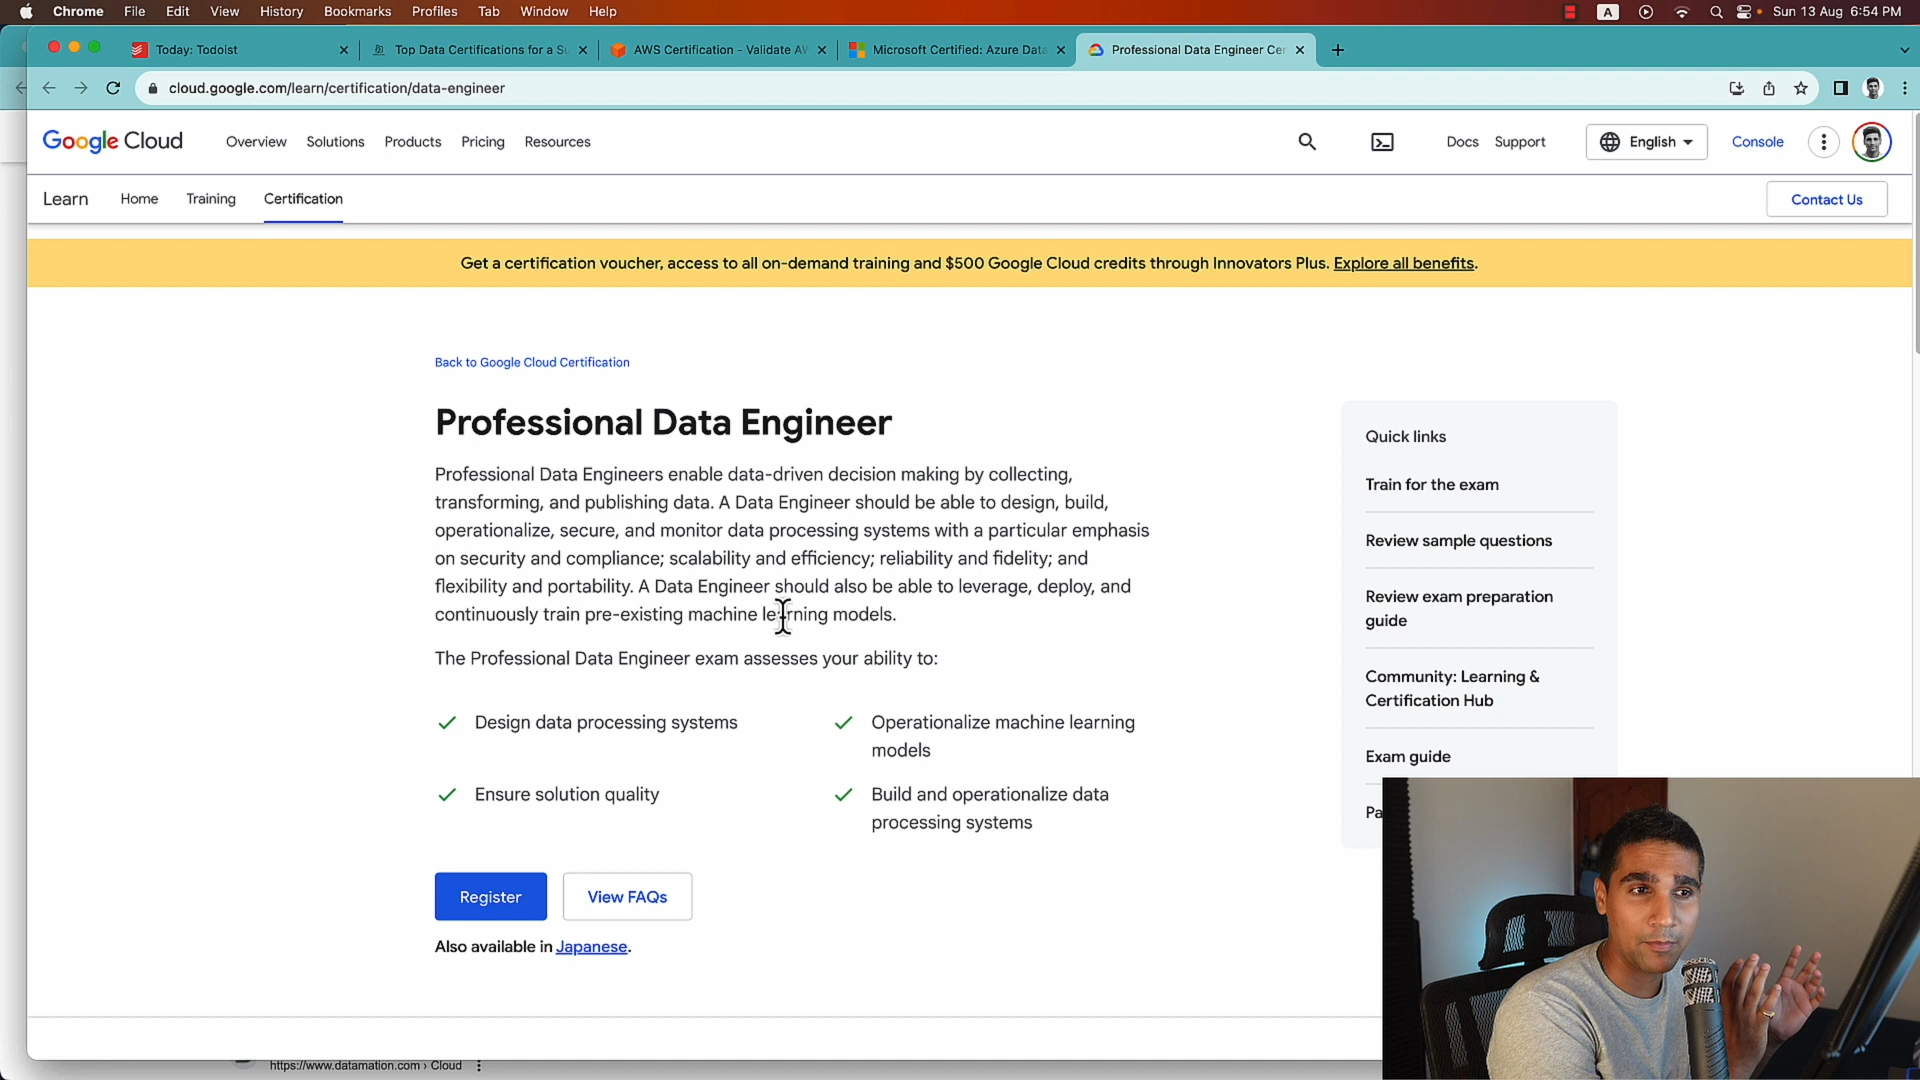 Chrome File Edit View History Bookmarks Profiles Tab Window Help
A
Sun 13 Aug 6:54 PM
Today: Todoist
Top Data Certifications for a Su
AWS Certification - Validate AW
Microsoft Certified: Azure Data
Professional Data Engineer Cer
cloud.google.com/learn/certification/data-engineer
Google Cloud
Overview Solutions Products Pricing Resources
Docs Support English Console
Learn Home Training Certification
Contact Us
Get a certification voucher, access to all on-demand training and $500 Google Cloud credits through Innovators Plus. Explore all benefits.
Back to Google Cloud Certification
Professional Data Engineer
Professional Data Engineers enable data-driven decision making by collecting,
transforming, and publishing data. A Data Engineer should be able to design, build,
operationalize, secure, and monitor data processing systems with a particular emphasis
on security and compliance; scalability and efficiency; reliability and fidelity; and
flexibility and portability. A Data Engineer should also be able to leverage, deploy, and
continuously train pre-existing machine learning models.
The Professional Data Engineer exam assesses your ability to:
Design data processing systems
Operationalize machine learning
models
Ensure solution quality
Build and operationalize data
processing systems
Register
View FAQs
Also available in Japanese.
Quick links
Train for the exam
Review sample questions
Review exam preparation
guide
Community: Learning &
Certification Hub
Exam guide
Pa
https://www.datamation.com › Cloud